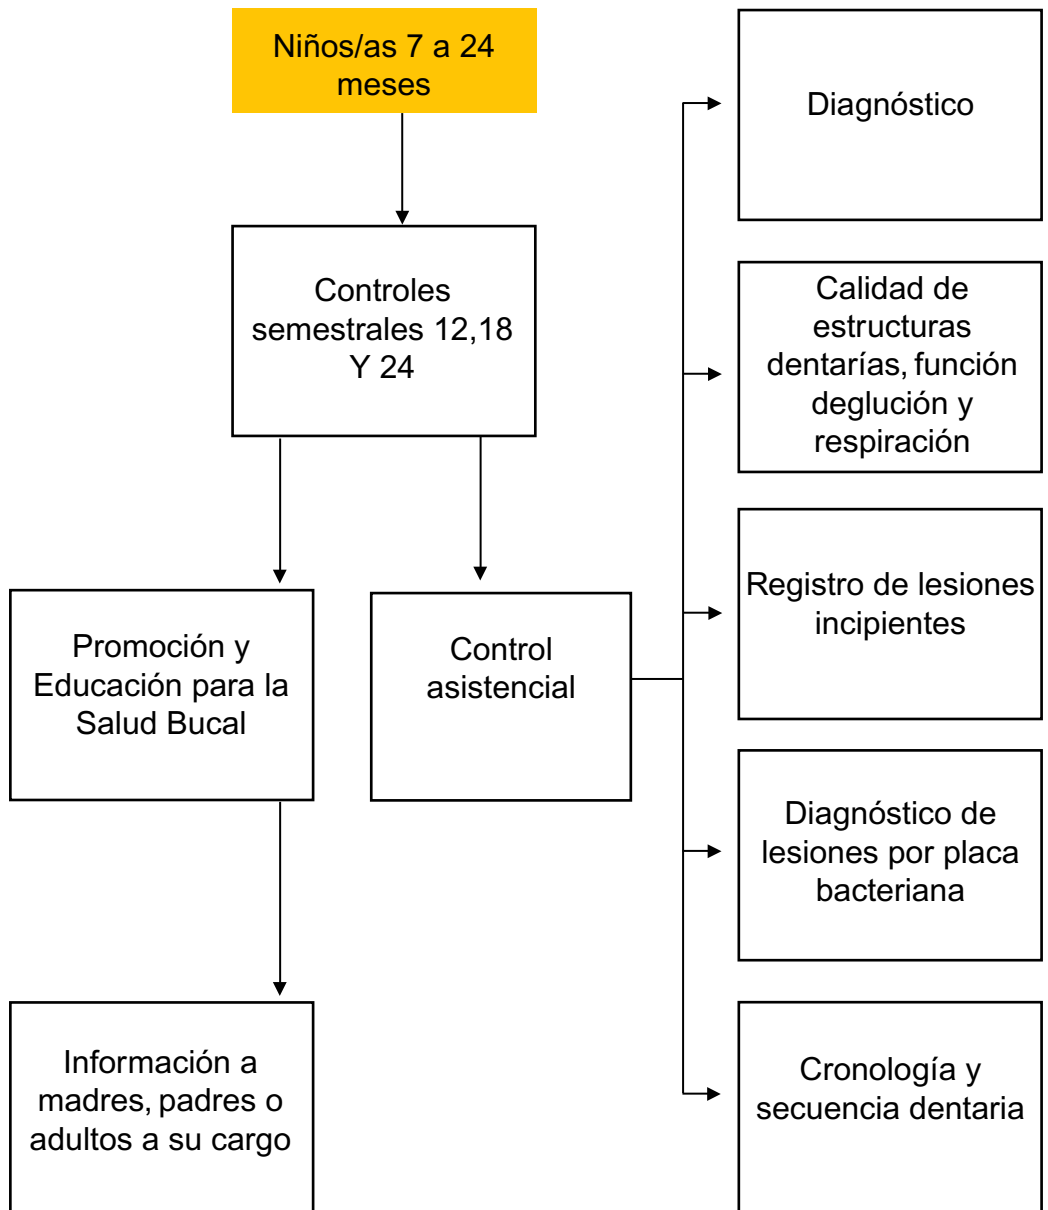 Niños/as 7 a 24
meses
Controles
semestrales 12,18
Y 24
Promoción y
Educación para la
Salud Bucal
Información a
madres, padres o
adultos a su cargo
Control
asistencial
Diagnóstico
Calidad de
estructuras
dentarías, función
deglución y
respiración
Registro de lesiones
incipientes
Diagnóstico de
lesiones por placa
bacteriana
Cronología y
secuencia dentaria